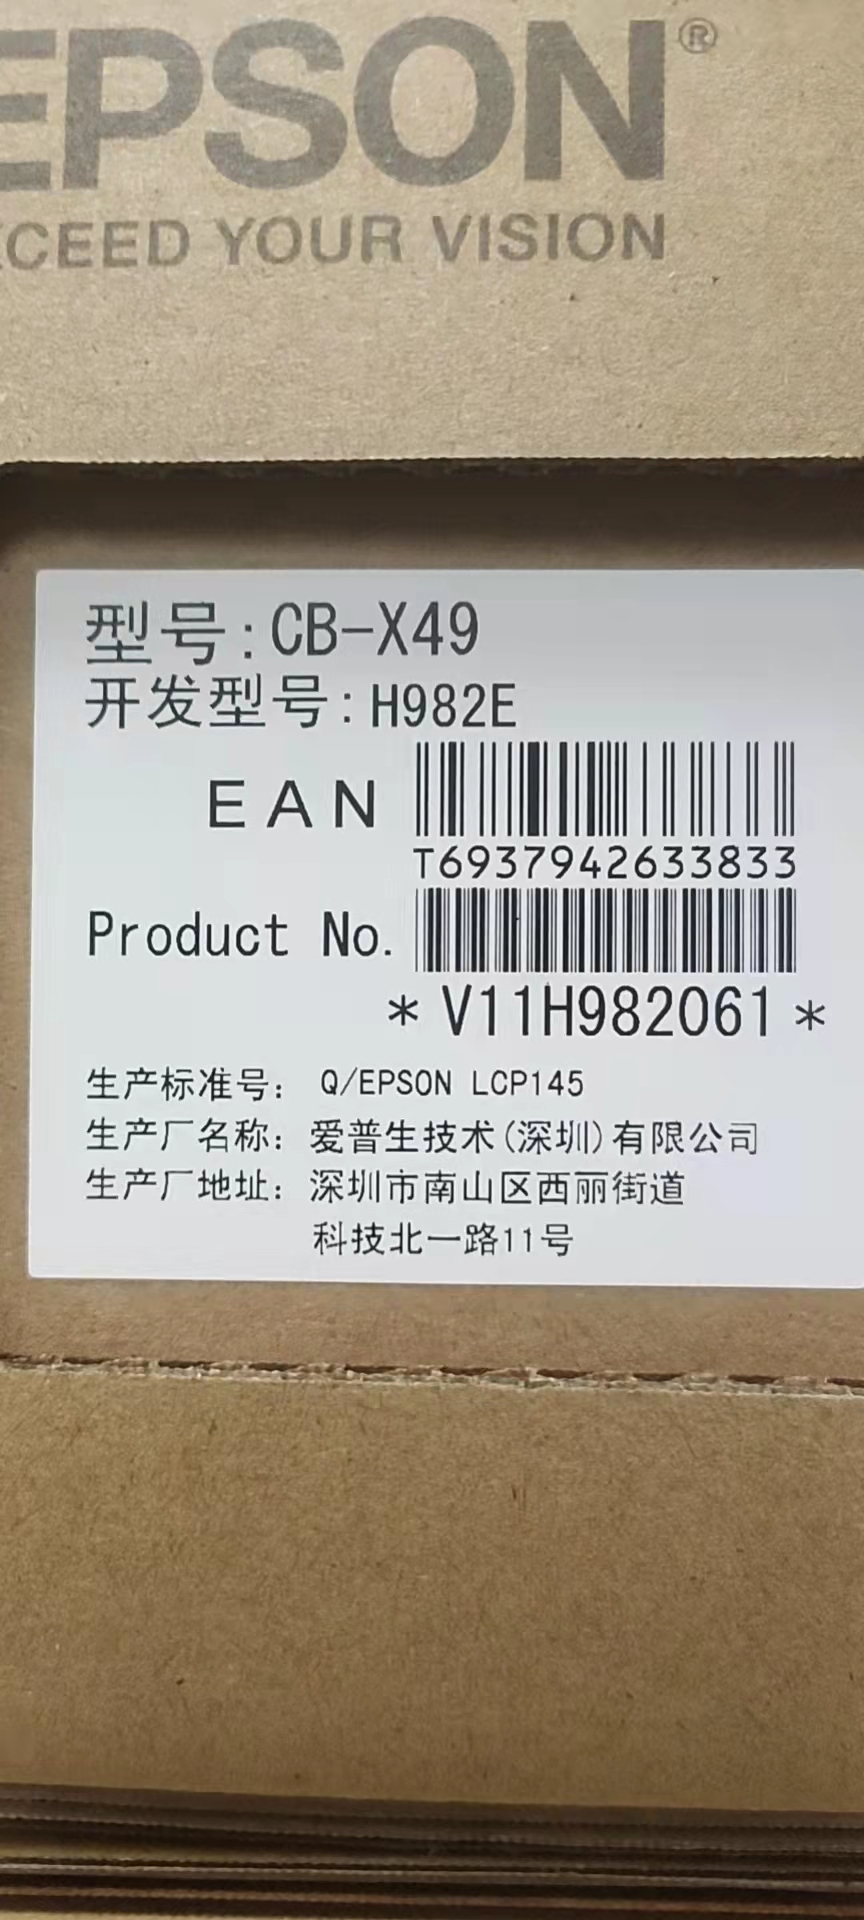 EPSON®
EXCEED YOUR VISION
型号:CB-X49
开发型号:H982E
EAN
T6937942633833
Product No.
*V11H982061*
生产标准号: Q/EPSON LCP145
生产厂名称: 爱普生技术(深圳)有限公司
生产厂地址: 深圳市南山区西丽街道
科技北一路11号